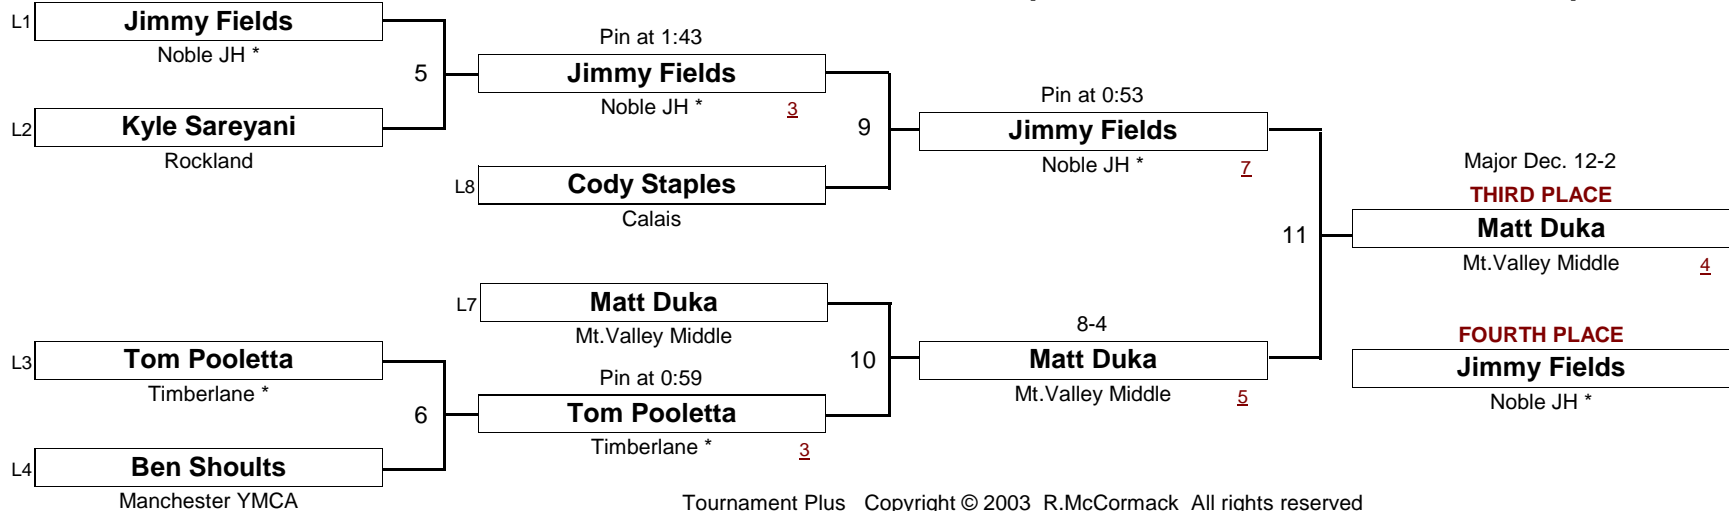 L1 Jimmy Fields
Noble JH *
5
L2 Kyle Sareyani
Rockland
Pin at 1:43
Jimmy Fields
Noble JH * 3
9
L8 Cody Staples
Calais
Pin at 0:53
Jimmy Fields
Noble JH * 7
11
Major Dec. 12-2
THIRD PLACE
Matt Duka
Mt.Valley Middle 4
L7 Matt Duka
Mt.Valley Middle
10
8-4
Matt Duka
Mt.Valley Middle 5
FOURTH PLACE
Jimmy Fields
Noble JH *
L3 Tom Pooletta
Timberlane *
6
Pin at 0:59
Tom Pooletta
Timberlane * 3
L4 Ben Shoults
Manchester YMCA
Tournament Plus Copyright © 2003 R.McCormack All rights reserved